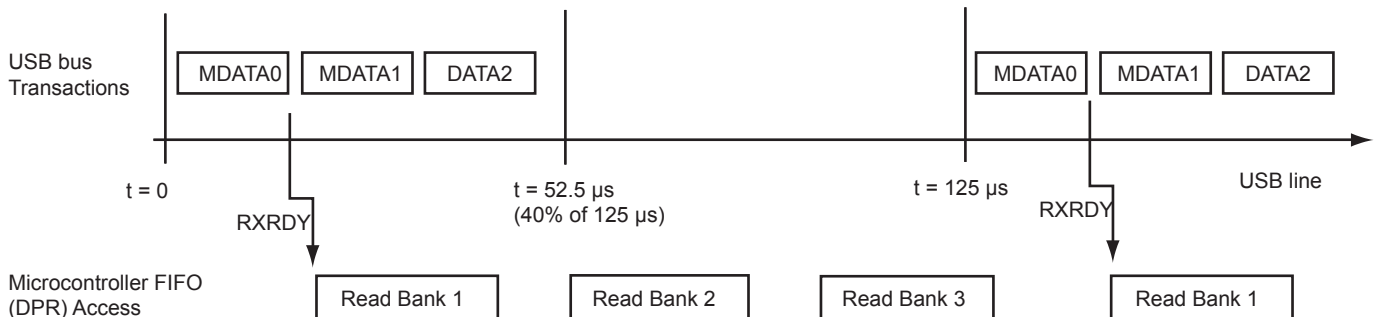 USB bus
Transactions
MDATA0 MDATA1 DATA2 MDATA0 MDATA1 DATA2
t = 0
t = 52.5 µs
(40% of 125 µs)
t = 125 µs
USB line
RXRDY
RXRDY
Microcontroller FIFO
(DPR) Access
Read Bank 1 Read Bank 2 Read Bank 3 Read Bank 1